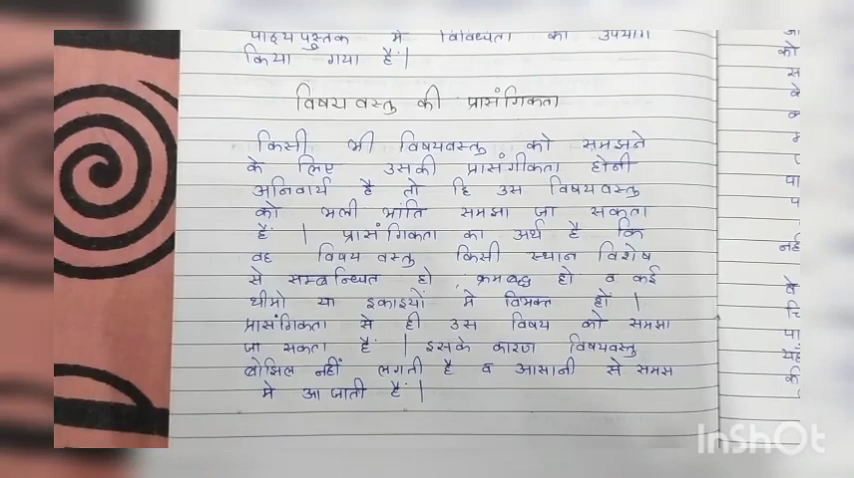 पाठ्यपुस्तक मे विविधता का उपयोग
किया गया है |
विषय वस्तु की प्रासंगिकता
किसी भी विषयवस्तु को समझने
के लिए उसकी प्रासंगीकता होनी
अनिवार्य है तो हि उस विषयवस्तु
को भली भांति समझा जा सकता
हैं | प्रासंगिकता का अर्थ है कि
वह विषय वस्तु किसी स्थान विशेष
से सम्बन्धित हो, क्रमबद्ध हो व कई
थीमो या इकाइयों मे विभक्त हो |
प्रासंगिकता से ही उस विषय को समझा
जा सकता है | इसके कारण विषयवस्तु
बोझिल नहीं लगती है व आसानी से समझ
मे आ जाती है |
InShOt